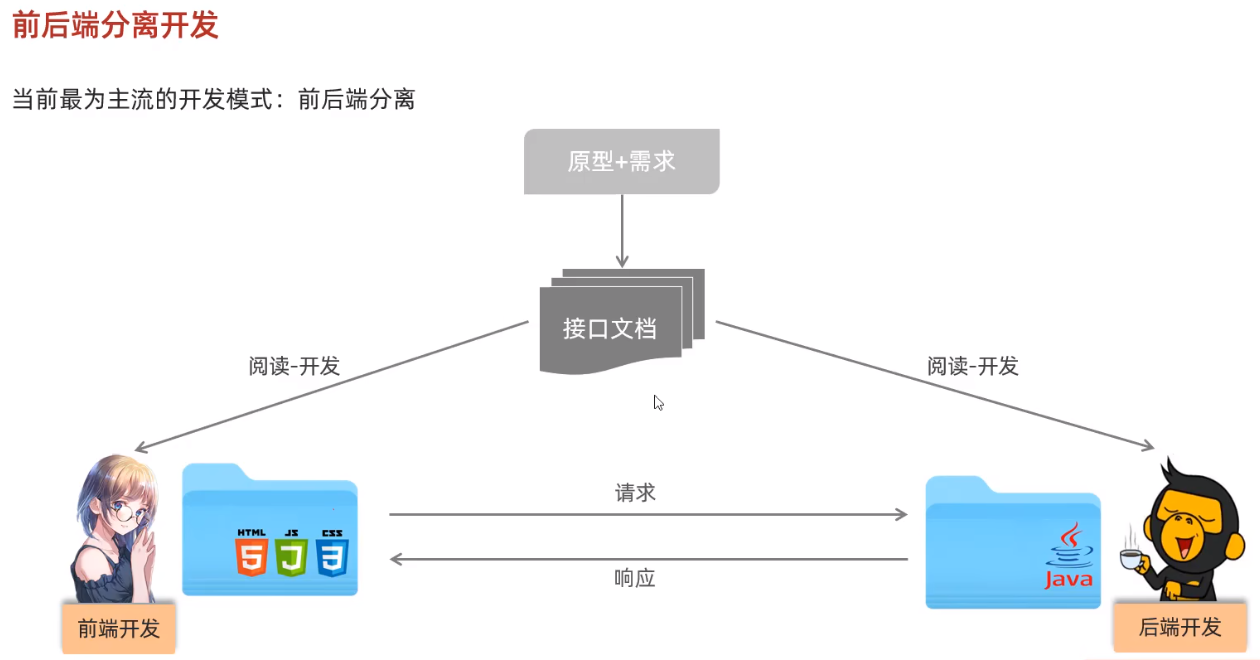 前后端分离开发
当前最为主流的开发模式：前后端分离
原型+需求
接口文档
阅读-开发
阅读-开发
请求
响应
HTML
5
JS
J
CSS
3
Java
前端开发
后端开发